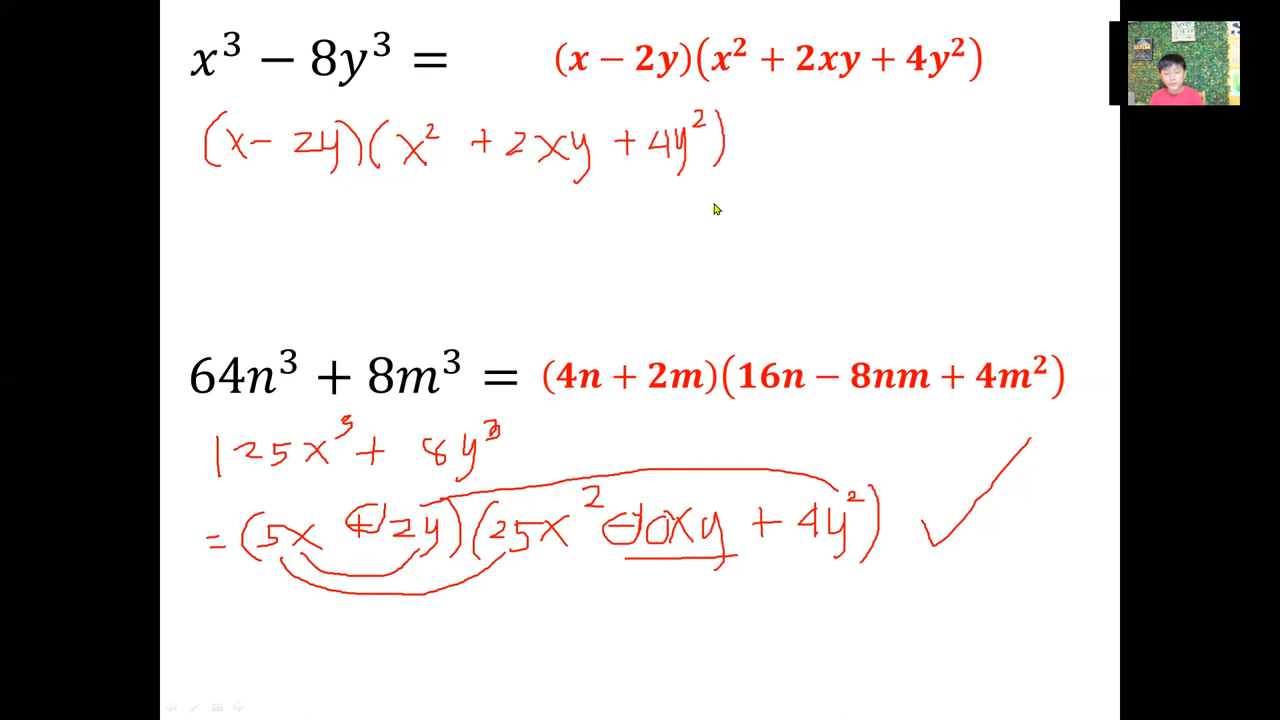 x³ − 8y³ = (x − 2y)(x² + 2xy + 4y²)
(x − 2y)(x² + 2xy + 4y²)
64n³ + 8m³ = (4n + 2m)(16n − 8nm + 4m²)
125x³ + 8y³
= (5x + 2y)(25x² − 10xy + 4y²)